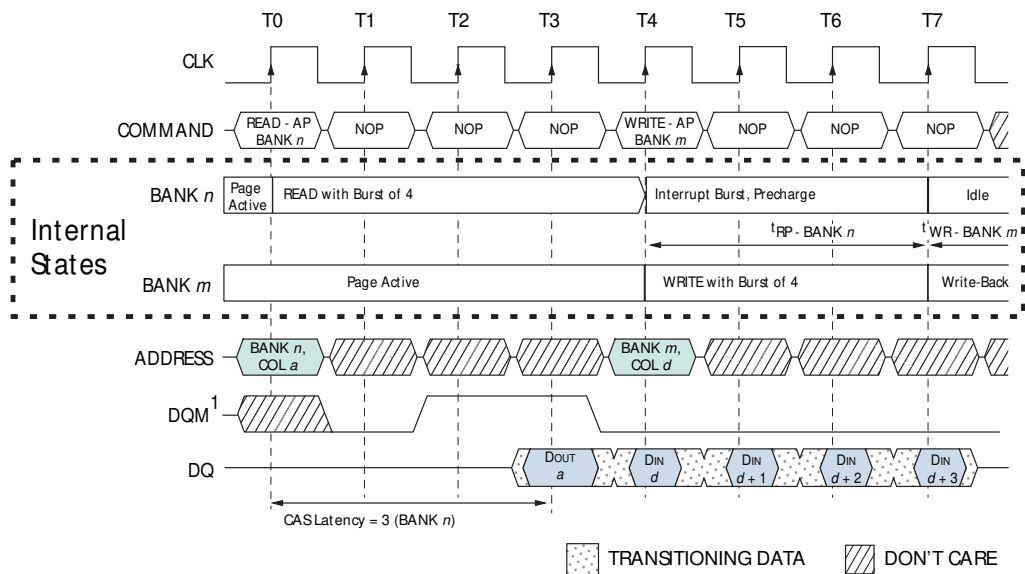 T0 T1 T2 T3 T4 T5 T6 T7
CLK
COMMAND READ - AP BANK n NOP NOP NOP WRITE - AP BANK m NOP NOP NOP
Internal States
BANK n Page Active READ with Burst of 4 Interrupt Burst, Precharge Idle
tRP - BANK n tWR - BANK m
BANK m Page Active WRITE with Burst of 4 Write-Back
ADDRESS BANK n, COL a BANK m, COL d
DQM1
DQ DOUT a DIN d DIN d + 1 DIN d + 2 DIN d + 3
CAS Latency = 3 (BANK n)
TRANSITIONING DATA DON'T CARE